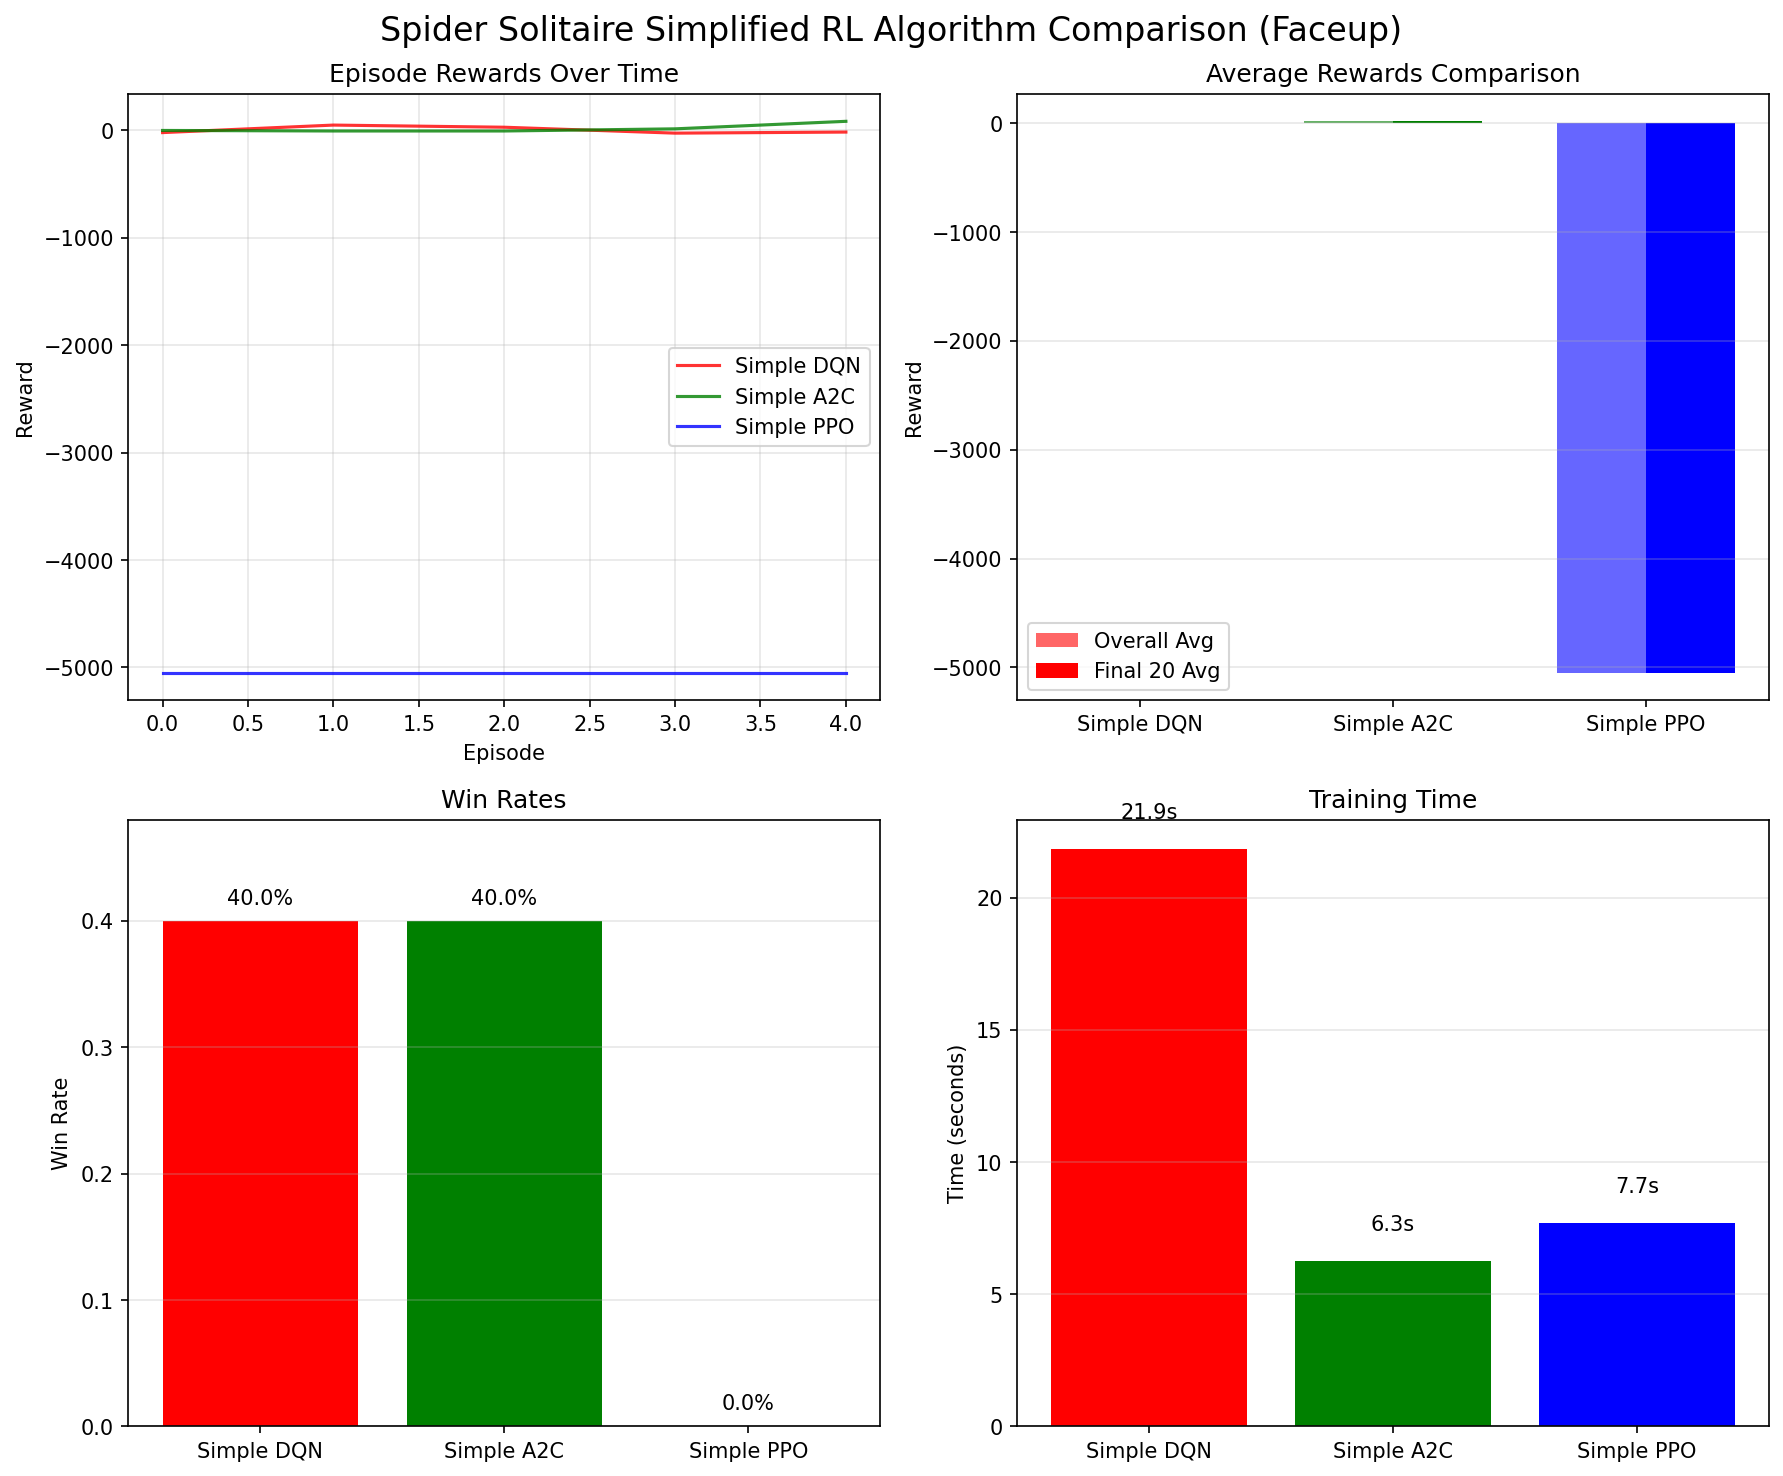 Spider Solitaire Simplified RL Algorithm Comparison (Faceup)
Episode Rewards Over Time
Reward
0
−1000
−2000
−3000
−4000
−5000
Simple DQN
Simple A2C
Simple PPO
0.0 0.5 1.0 1.5 2.0 2.5 3.0 3.5 4.0
Episode
Average Rewards Comparison
Reward
0
−1000
−2000
−3000
−4000
−5000
Overall Avg
Final 20 Avg
Simple DQN Simple A2C Simple PPO
Win Rates
Win Rate
0.4
0.3
0.2
0.1
0.0
40.0% 40.0% 0.0%
Simple DQN Simple A2C Simple PPO
Training Time
Time (seconds)
20
15
10
5
0
21.9s
6.3s
7.7s
Simple DQN Simple A2C Simple PPO